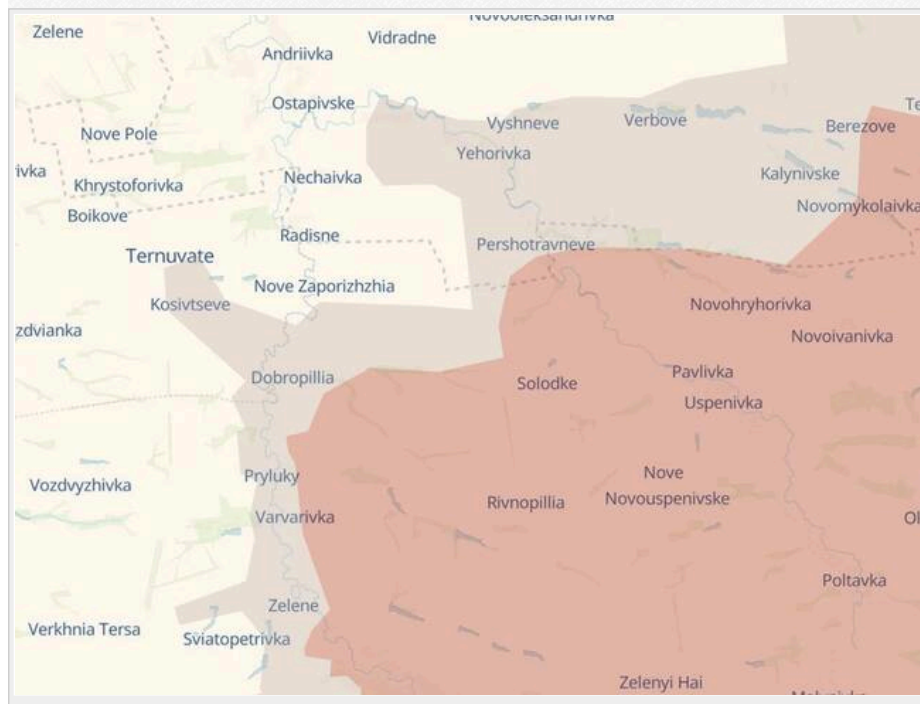 Novooleksandrivka
Zelene
Vidradne
Andriivka
Ostapivske
Nove Pole
Vyshneve
Verbove
Berezove
Yehorivka
Khrystoforivka
Nechaivka
Kalynivske
Boikove
Novomykolaivka
Radisne
Pershotravneve
Ternuvate
Nove Zaporizhzhia
Kosivtseve
Novohryhorivka
zdvianka
Novoivanivka
Dobropillia
Solodke
Pavlivka
Uspenivka
Pryluky
Nove
Vozdvyzhivka
Rivnopillia
Novouspenivske
Varvarivka
Poltavka
Zelene
Verkhnia Tersa
Sviatopetrivka
Zelenyi Hai